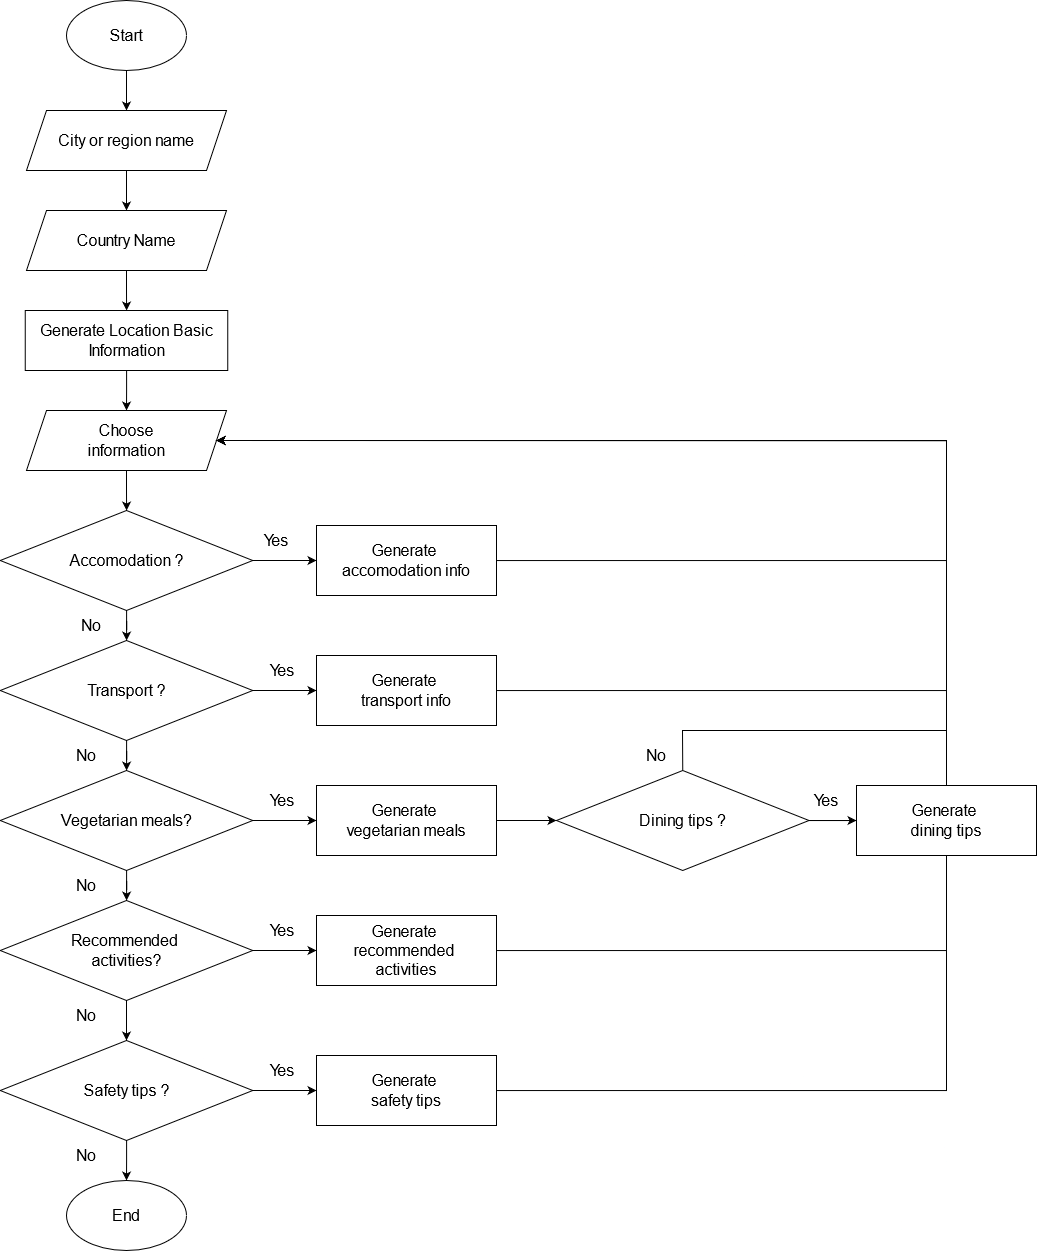 Start
City or region name
Country Name
Generate Location Basic
Information
Choose
information
Accomodation ?
Yes
Generate
accomodation info
No
Transport ?
Yes
Generate
transport info
No
Vegetarian meals?
Yes
Generate
vegetarian meals
No
Dining tips ?
Yes
Generate
dining tips
No
Recommended
activities?
Yes
Generate
recommended
activities
No
Safety tips ?
Yes
Generate
safety tips
No
End